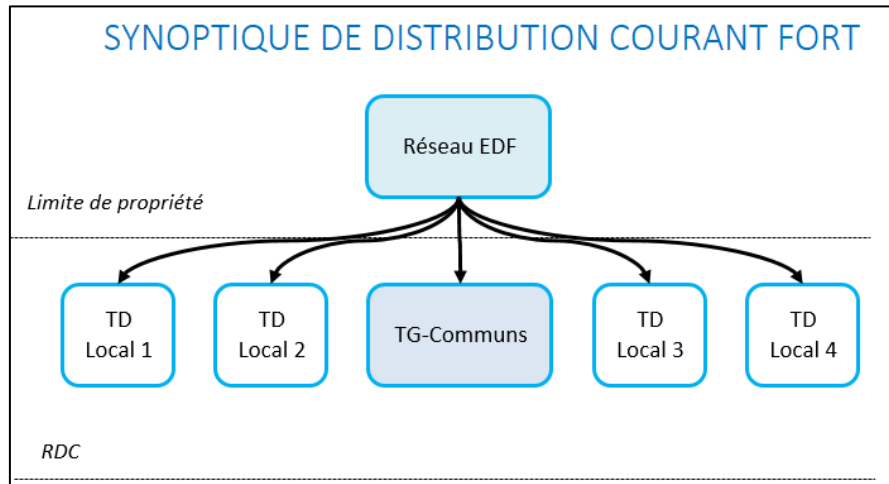 SYNOPTIQUE DE DISTRIBUTION COURANT FORT
Réseau EDF
Limite de propriété
TD
Local 1
TD
Local 2
TG-Communs
TD
Local 3
TD
Local 4
RDC